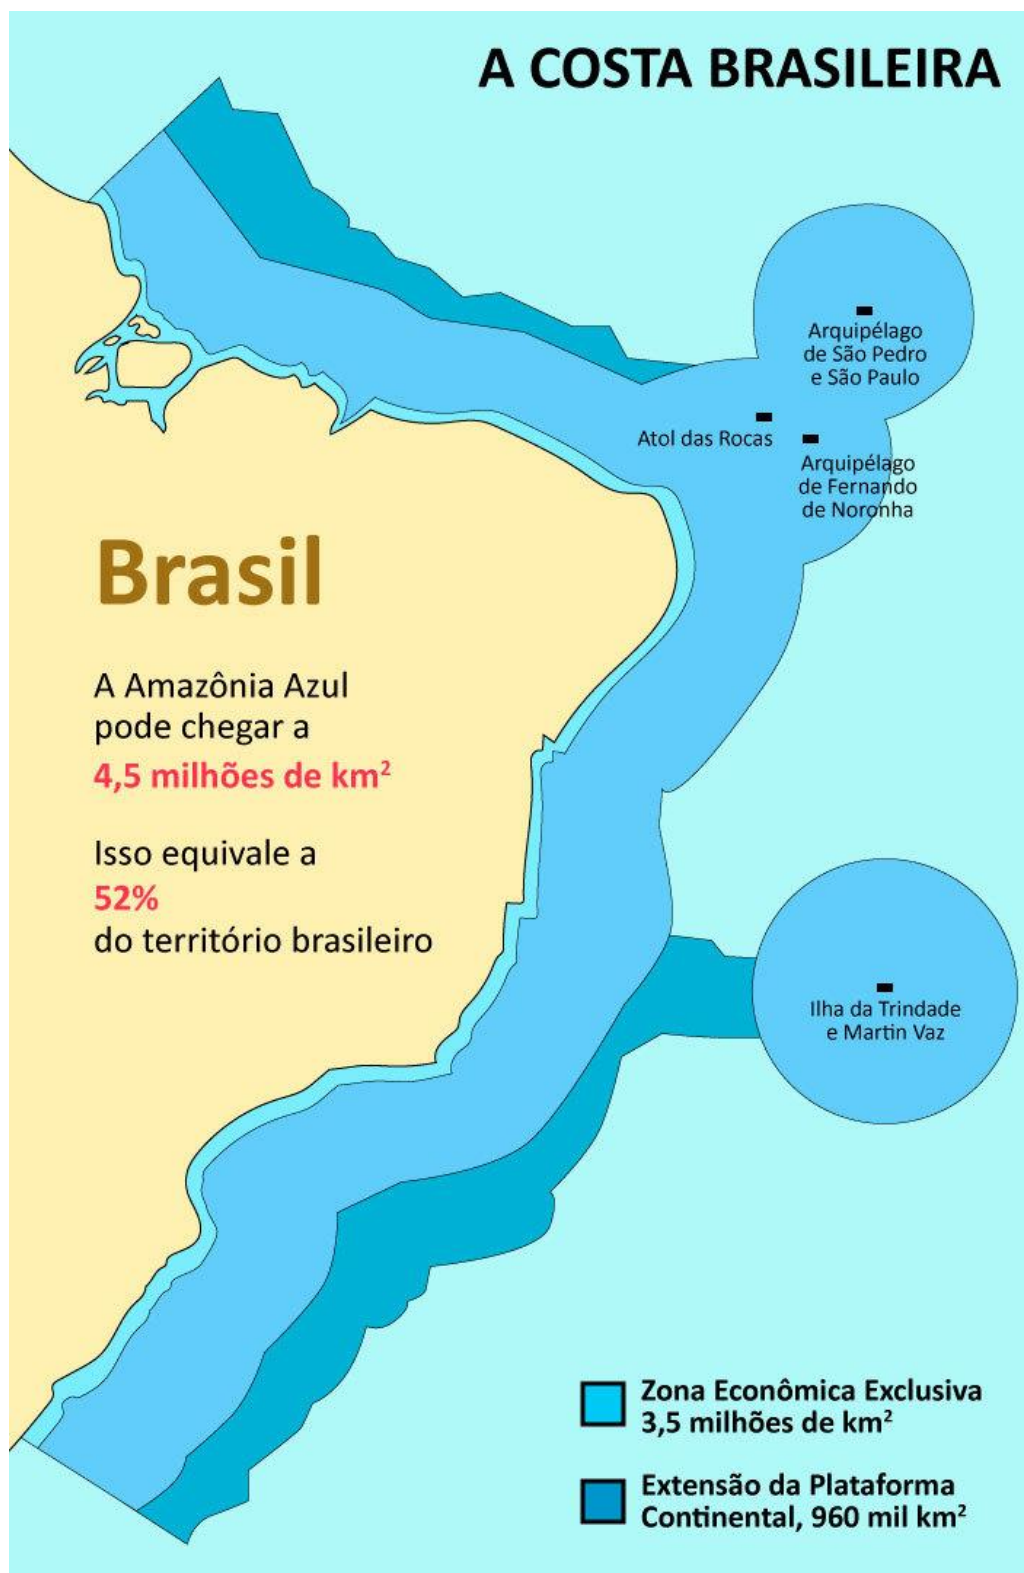 A COSTA BRASILEIRA
Arquipélago
de São Pedro
e São Paulo
Atol das Rocas
Arquipélago
de Fernando
de Noronha
Brasil
A Amazônia Azul
pode chegar a
4,5 milhões de km²
Isso equivale a
52%
do território brasileiro
Ilha da Trindade
e Martin Vaz
Zona Econômica Exclusiva
3,5 milhões de km²
Extensão da Plataforma
Continental, 960 mil km²